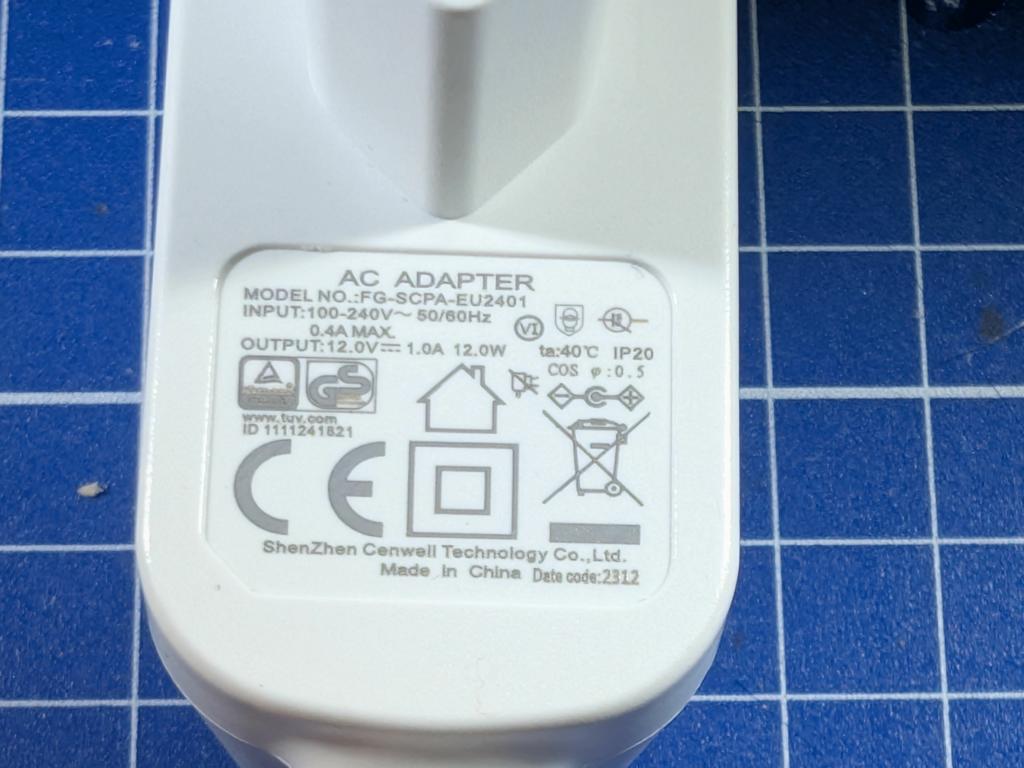 AC ADAPTER
MODEL NO.:FG-SCPA-EU2401
INPUT:100-240V～ 50/60Hz
0.4A MAX.
OUTPUT:12.0V⎓1.0A 12.0W
VI
ta:40℃ IP20
COS φ:0.5
GS
www.tuv.com
ID 1111241821
CE
ShenZhen Cenwell Technology Co.,Ltd.
Made in China Date code:2312